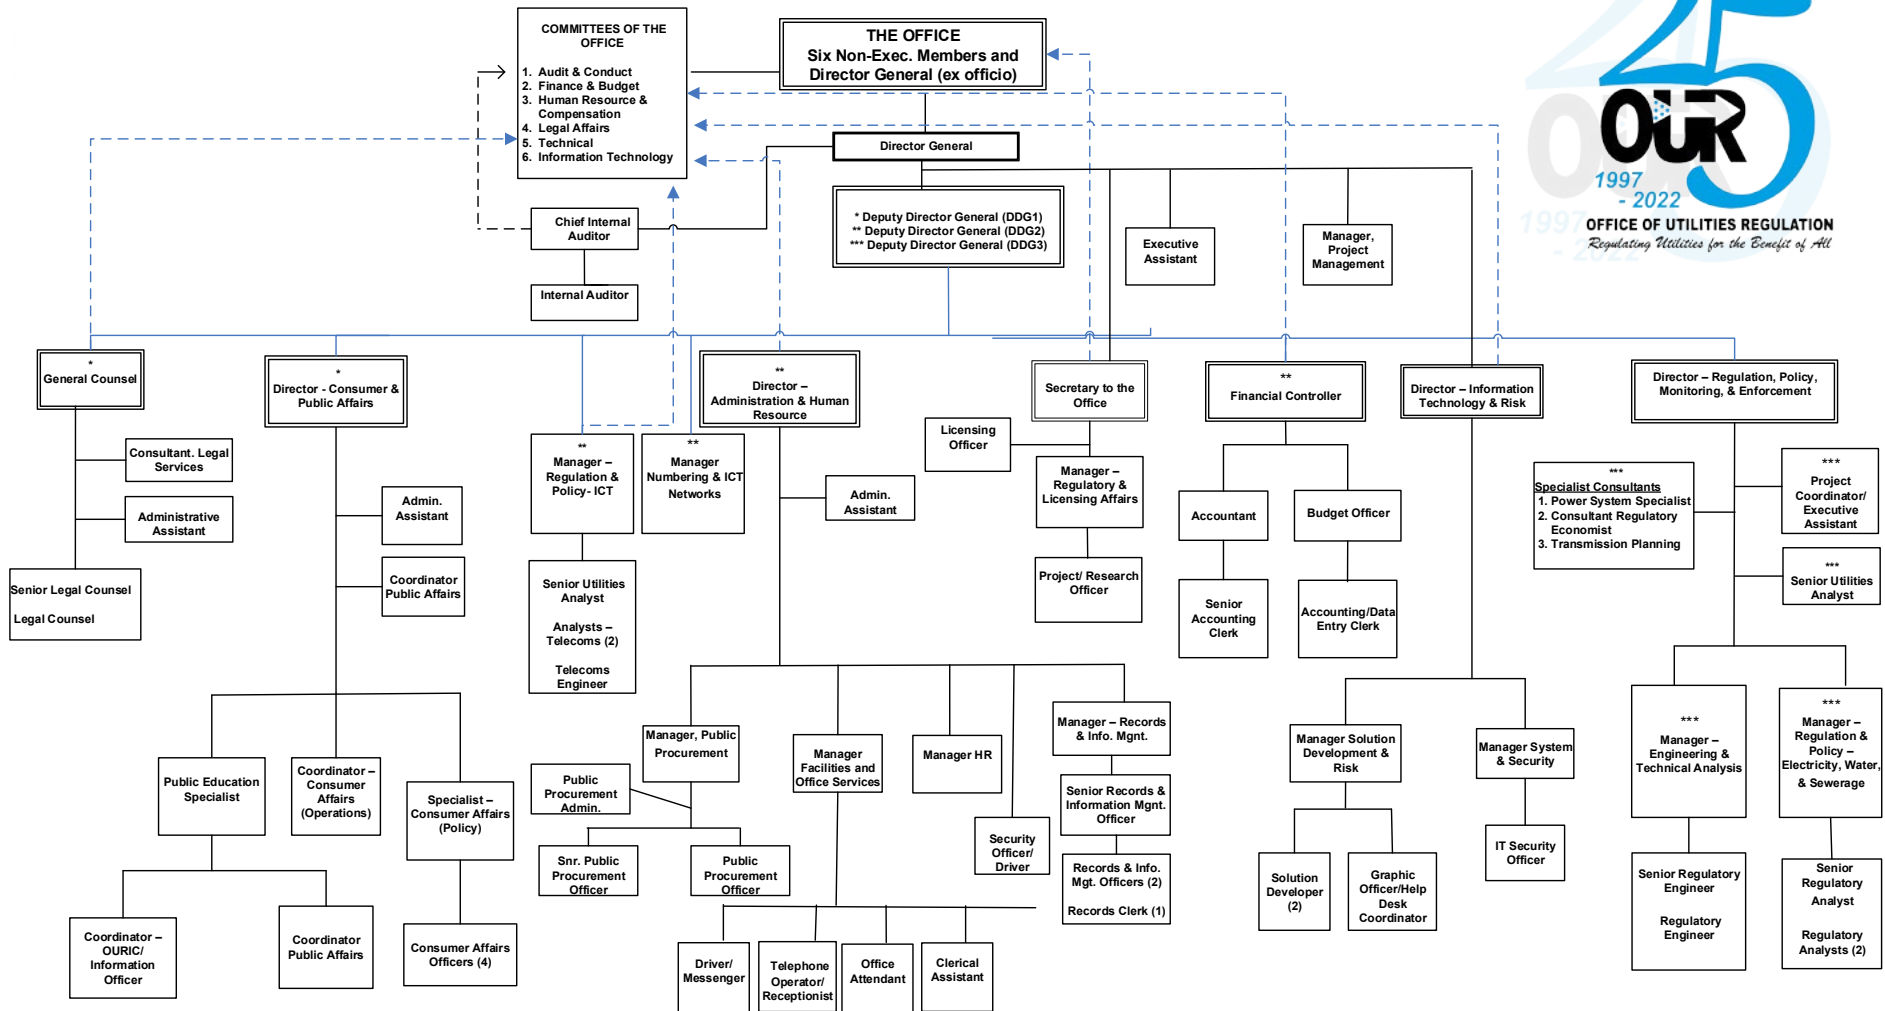 COMMITTEES OF THE
OFFICE
1. Audit & Conduct
2. Finance & Budget
3. Human Resource &
Compensation
4. Legal Affairs
5. Technical
6. Information Technology
THE OFFICE
Six Non-Exec. Members and
Director General (ex officio)
25
OUR
1997
- 2022
OFFICE OF UTILITIES REGULATION
Regulating Utilities for the Benefit of All
Director General
* Deputy Director General (DDG1)
** Deputy Director General (DDG2)
*** Deputy Director General (DDG3)
Chief Internal
Auditor
Internal Auditor
Executive
Assistant
Manager,
Project
Management
*
General Counsel
*
Director - Consumer &
Public Affairs
**
Director –
Administration & Human
Resource
Secretary to the
Office
**
Financial Controller
Director – Information
Technology & Risk
Director – Regulation, Policy,
Monitoring, & Enforcement
Consultant. Legal
Services
Administrative
Assistant
Senior Legal Counsel
Legal Counsel
Admin.
Assistant
Coordinator
Public Affairs
**
Manager –
Regulation &
Policy- ICT
**
Manager
Numbering & ICT
Networks
Senior Utilities
Analyst
Analysts –
Telecoms (2)
Telecoms
Engineer
Admin.
Assistant
Licensing
Officer
Manager –
Regulatory &
Licensing Affairs
Project/ Research
Officer
Accountant
Budget Officer
Senior
Accounting
Clerk
Accounting/Data
Entry Clerk
***
Specialist Consultants
1. Power System Specialist
2. Consultant Regulatory
Economist
3. Transmission Planning
***
Project
Coordinator/
Executive
Assistant
***
Senior Utilities
Analyst
Public Education
Specialist
Coordinator –
Consumer
Affairs
(Operations)
Specialist –
Consumer Affairs
(Policy)
Coordinator –
OURIC/
Information
Officer
Coordinator
Public Affairs
Consumer Affairs
Officers (4)
Manager, Public
Procurement
Public
Procurement
Admin.
Snr. Public
Procurement
Officer
Public
Procurement
Officer
Manager
Facilities and
Office Services
Manager HR
Security
Officer/
Driver
Manager – Records
& Info. Mgnt.
Senior Records &
Information Mgnt.
Officer
Records & Info.
Mgt. Officers (2)
Records Clerk (1)
Driver/
Messenger
Telephone
Operator/
Receptionist
Office
Attendant
Clerical
Assistant
Manager Solution
Development &
Risk
Manager System
& Security
Solution
Developer
(2)
Graphic
Officer/Help
Desk
Coordinator
IT Security
Officer
***
Manager –
Engineering &
Technical Analysis
***
Manager –
Regulation &
Policy –
Electricity, Water,
& Sewerage
Senior Regulatory
Engineer
Regulatory
Engineer
Senior
Regulatory
Analyst
Regulatory
Analysts (2)